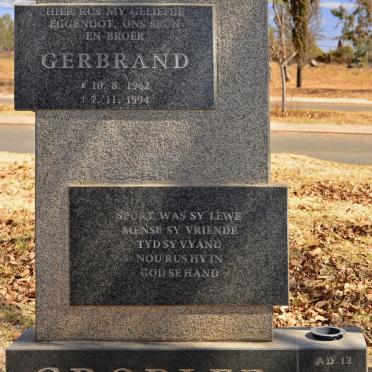 HIER RUS MY GELIEFDE
EGGENOOT, ONS SEUN
EN BROER
GERBRAND
★ 10. 8. 1962
† 2. 11. 1994
SPORT WAS SY LEWE
MENSE SY VRIENDE
TYD SY VYAND
NOU RUS HY IN
GOD SE HAND
GROBLER
AD. 13